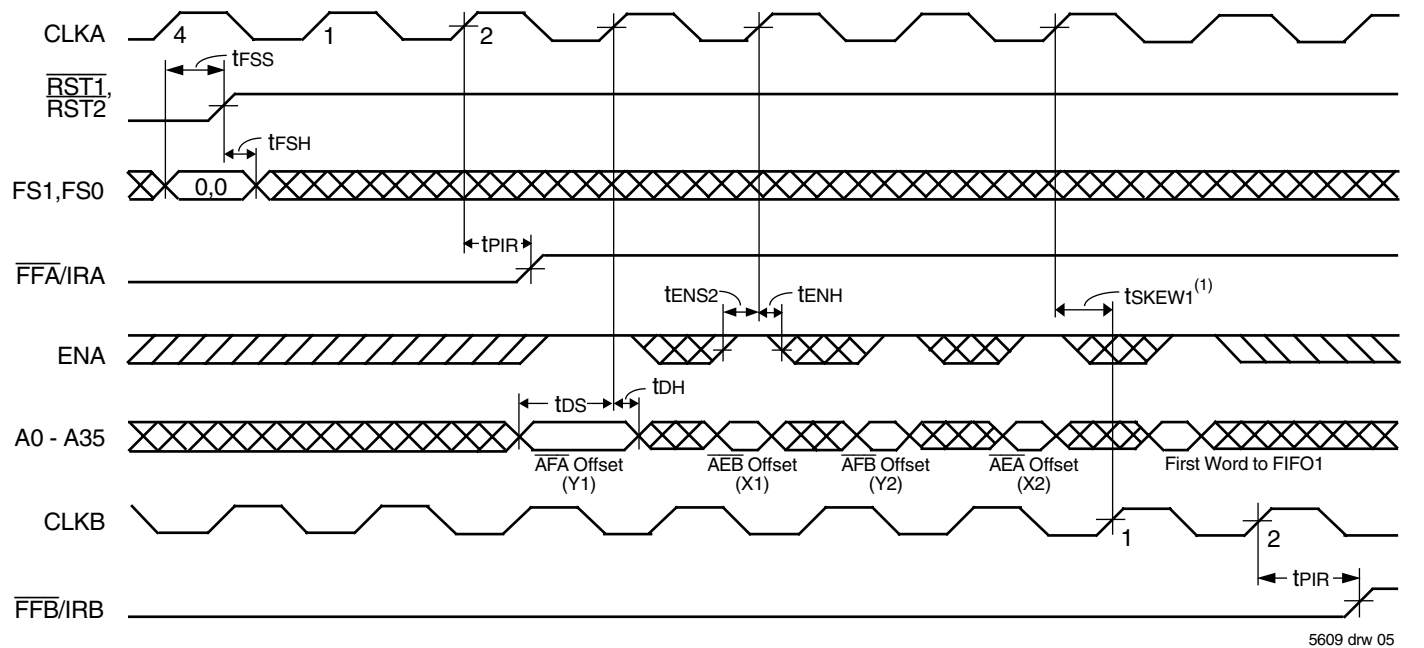 CLKA
4
1
2
tFSS
RST1,
RST2
tFSH
FS1,FS0
0,0
tPIR
FFA/IRA
tENS2
tENH
tSKEW1(1)
ENA
tDS
tDH
A0 - A35
AFA Offset
(Y1)
AEB Offset
(X1)
AFB Offset
(Y2)
AEA Offset
(X2)
First Word to FIFO1
CLKB
1
2
tPIR
FFB/IRB
5609 drw 05